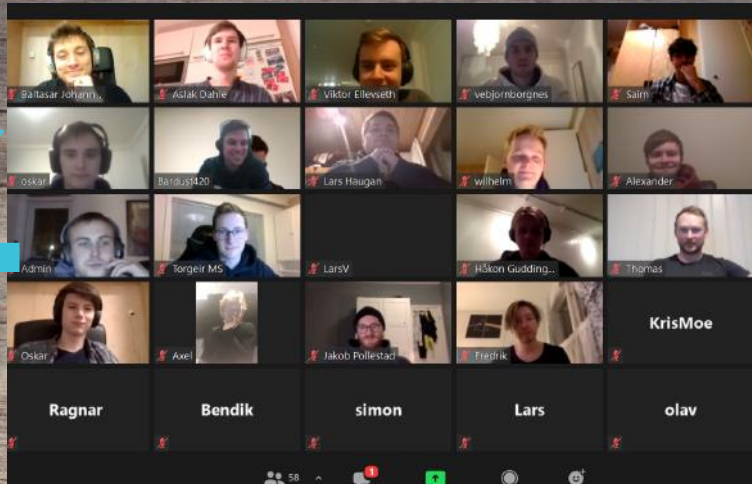 Baltasar Johann...
Aslak Dahle
Viktor Ellevseth
vebjornborgnes
Saim
oskar
Bardust420
Lars Haugan
wilhelm
Alexander
Admin
Torgeir MS
LarsV
Håkon Gudding...
Thomas
Oskar
Axel
Jakob Pollestad
Fredrik
KrisMoe
Ragnar
Bendik
simon
Lars
olav
58
1